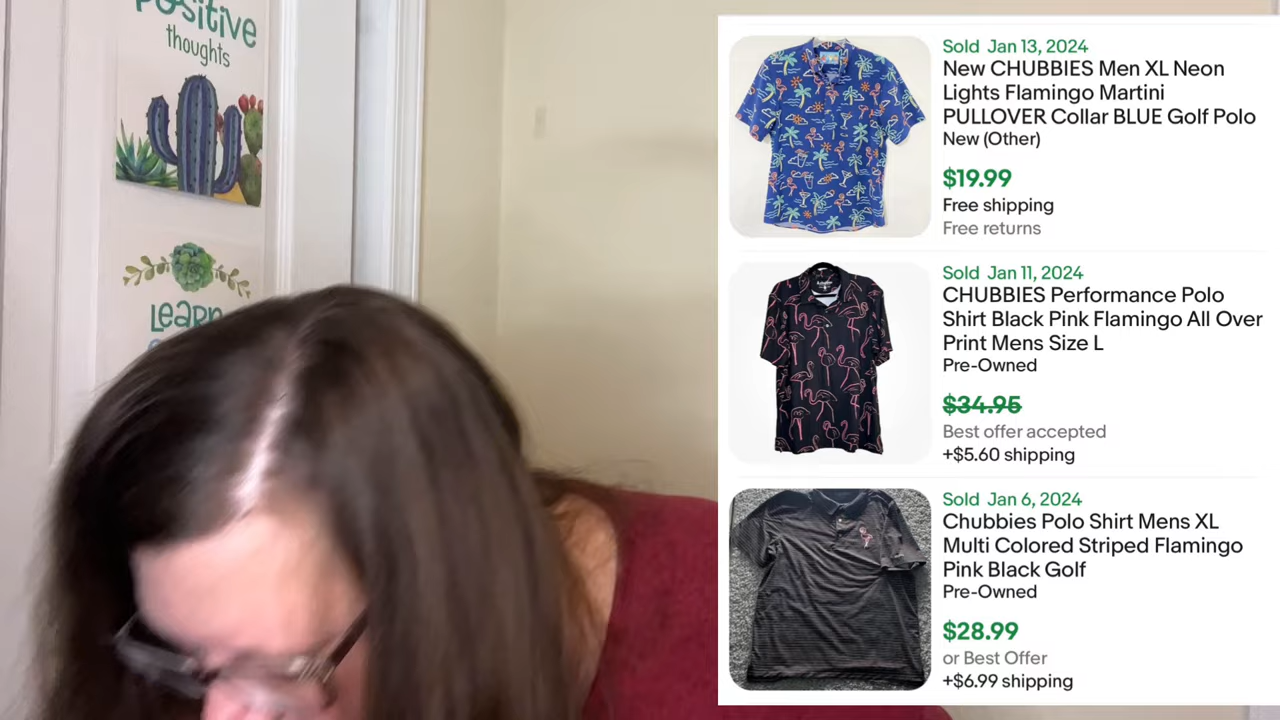 positive
thoughts
Learn
Sold Jan 13, 2024
New CHUBBIES Men XL Neon
Lights Flamingo Martini
PULLOVER Collar BLUE Golf Polo
New (Other)
$19.99
Free shipping
Free returns
Sold Jan 11, 2024
CHUBBIES Performance Polo
Shirt Black Pink Flamingo All Over
Print Mens Size L
Pre-Owned
$34.95
Best offer accepted
+$5.60 shipping
Sold Jan 6, 2024
Chubbies Polo Shirt Mens XL
Multi Colored Striped Flamingo
Pink Black Golf
Pre-Owned
$28.99
or Best Offer
+$6.99 shipping